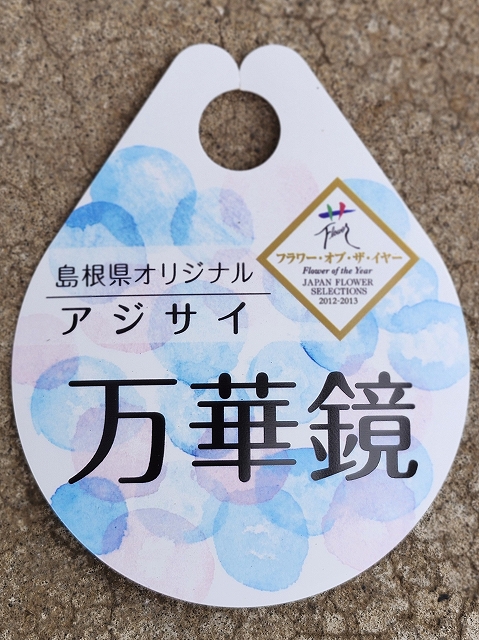 Flower
フラワー・オブ・ザ・イヤー
Flower of the Year
JAPAN FLOWER
SELECTIONS
2012-2013
島根県オリジナル
アジサイ
万華鏡